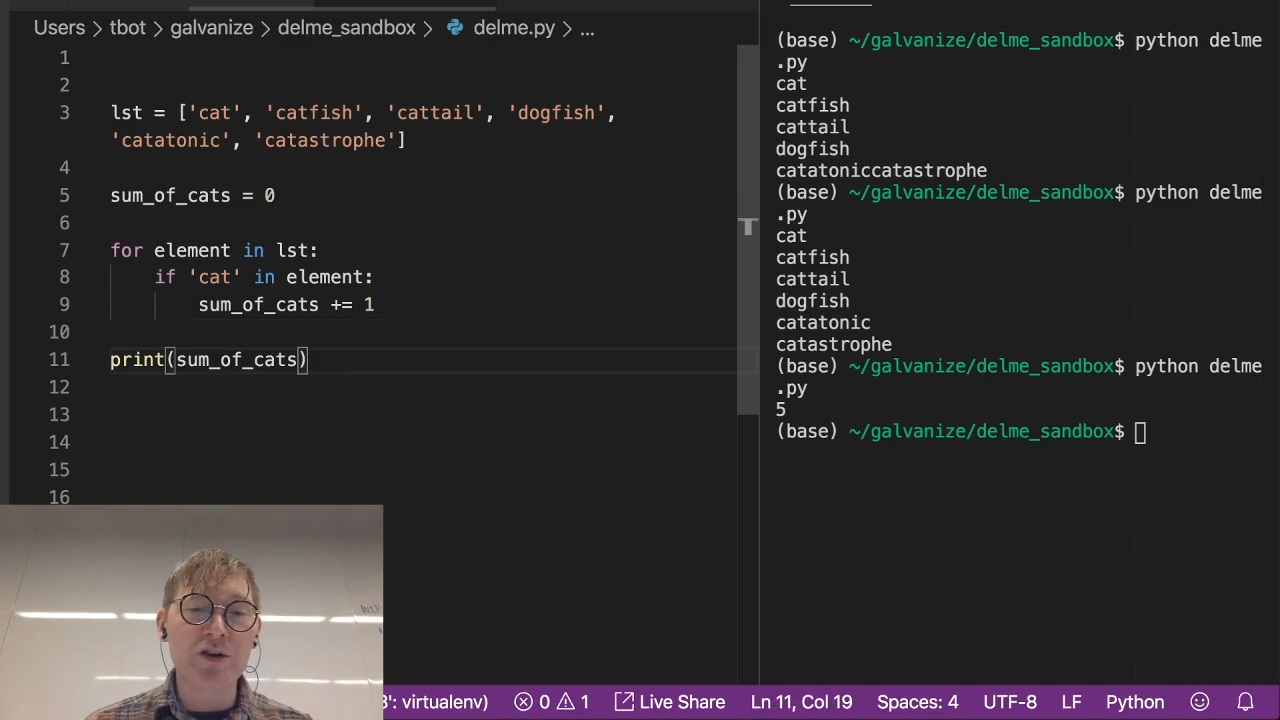 Users > tbot > galvanize > delme_sandbox > delme.py > ...
1
2
3 lst = ['cat', 'catfish', 'cattail', 'dogfish',
'catatonic', 'catastrophe']
4
5 sum_of_cats = 0
6
7 for element in lst:
8 if 'cat' in element:
9 sum_of_cats += 1
10
11 print(sum_of_cats)
12
13
14
15
16
(base) ~/galvanize/delme_sandbox$ python delme
.py
cat
catfish
cattail
dogfish
catatoniccatastrophe
(base) ~/galvanize/delme_sandbox$ python delme
.py
cat
catfish
cattail
dogfish
catatonic
catastrophe
(base) ~/galvanize/delme_sandbox$ python delme
.py
5
(base) ~/galvanize/delme_sandbox$
3': virtualenv) 0 1 Live Share Ln 11, Col 19 Spaces: 4 UTF-8 LF Python